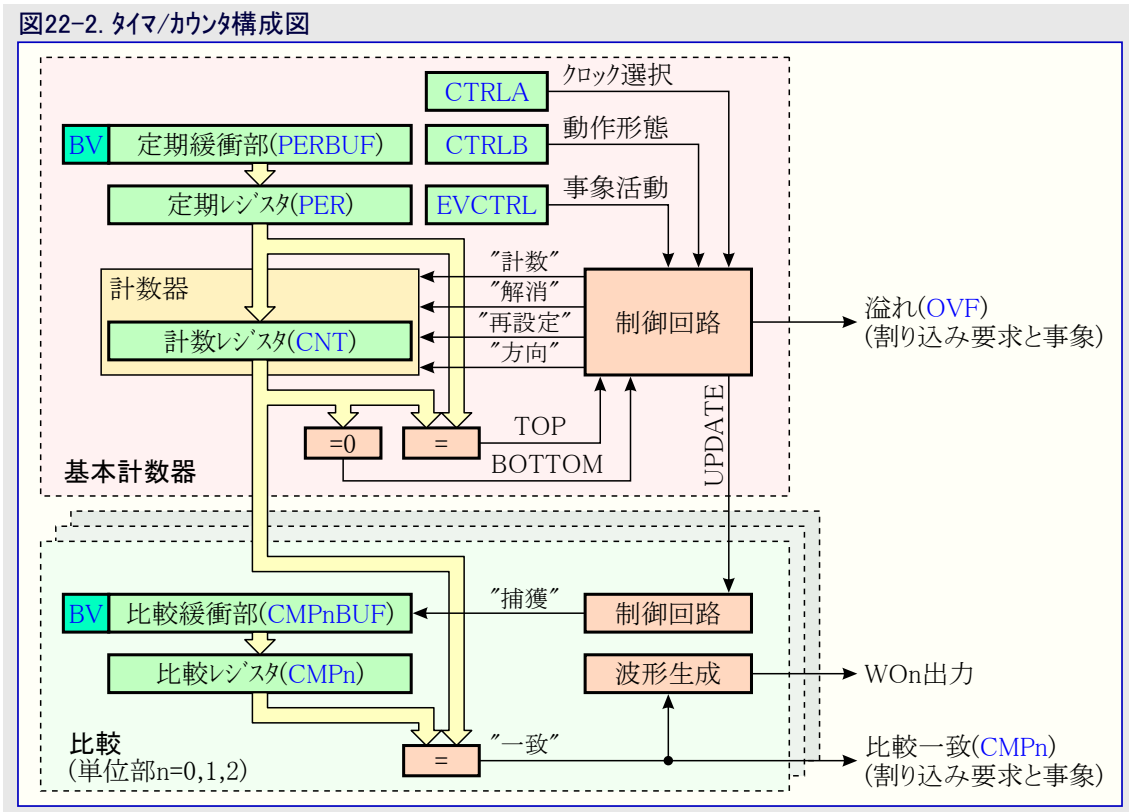 図22-2. タイマ/カウンタ構成図
CTRLA
クロック選択
BV
定期緩衝部(PERBUF)
CTRLB
動作形態
定期レジスタ(PER)
EVCTRL
事象活動
計数器
計数レジスタ(CNT)
"計数"
"解消"
"再設定"
"方向"
制御回路
溢れ(OVF)
(割り込み要求と事象)
=0
=
TOP
BOTTOM
UPDATE
基本計数器
BV
比較緩衝部(CMPnBUF)
"捕獲"
制御回路
比較レジスタ(CMPn)
波形生成
WOn出力
比較
(単位部n=0,1,2)
=
"一致"
比較一致(CMPn)
(割り込み要求と事象)